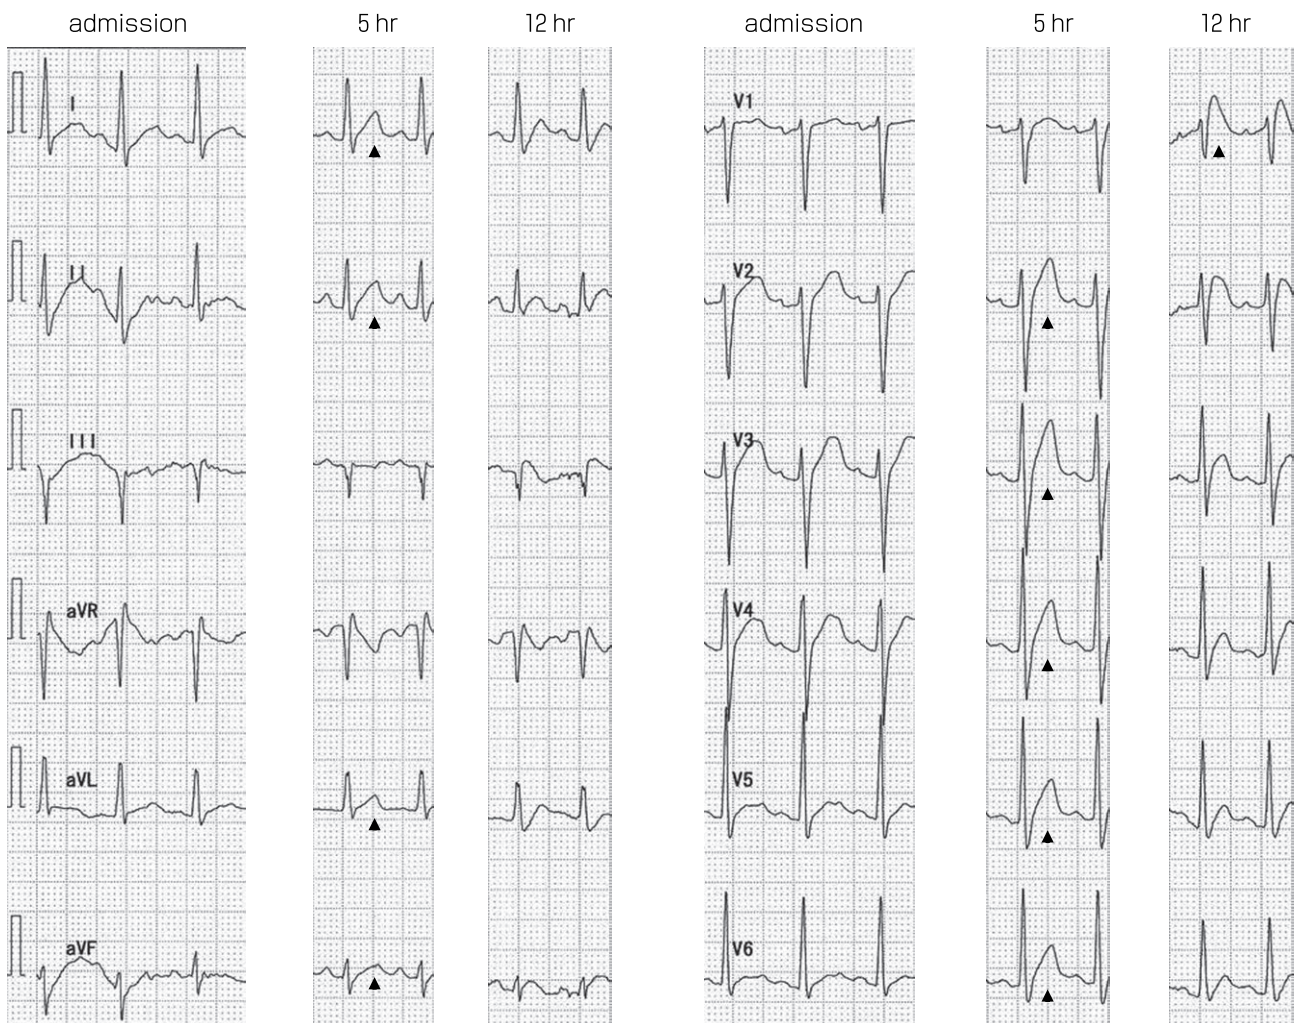 admission 5 hr 12 hr admission 5 hr 12 hr
I V1
II V2
III V3
aVR V4
aVL V5
aVF V6